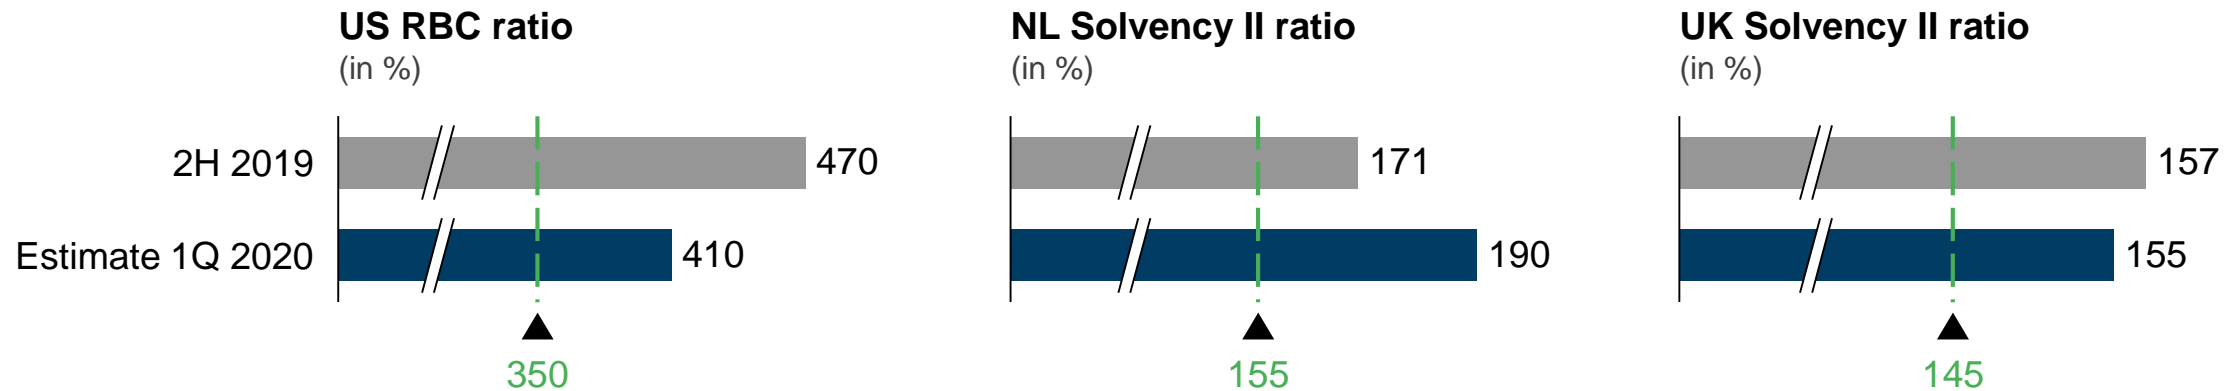 US RBC ratio
(in %)
NL Solvency II ratio
(in %)
UK Solvency II ratio
(in %)
2H 2019
470
171
157
Estimate 1Q 2020
410
190
155
350
155
145